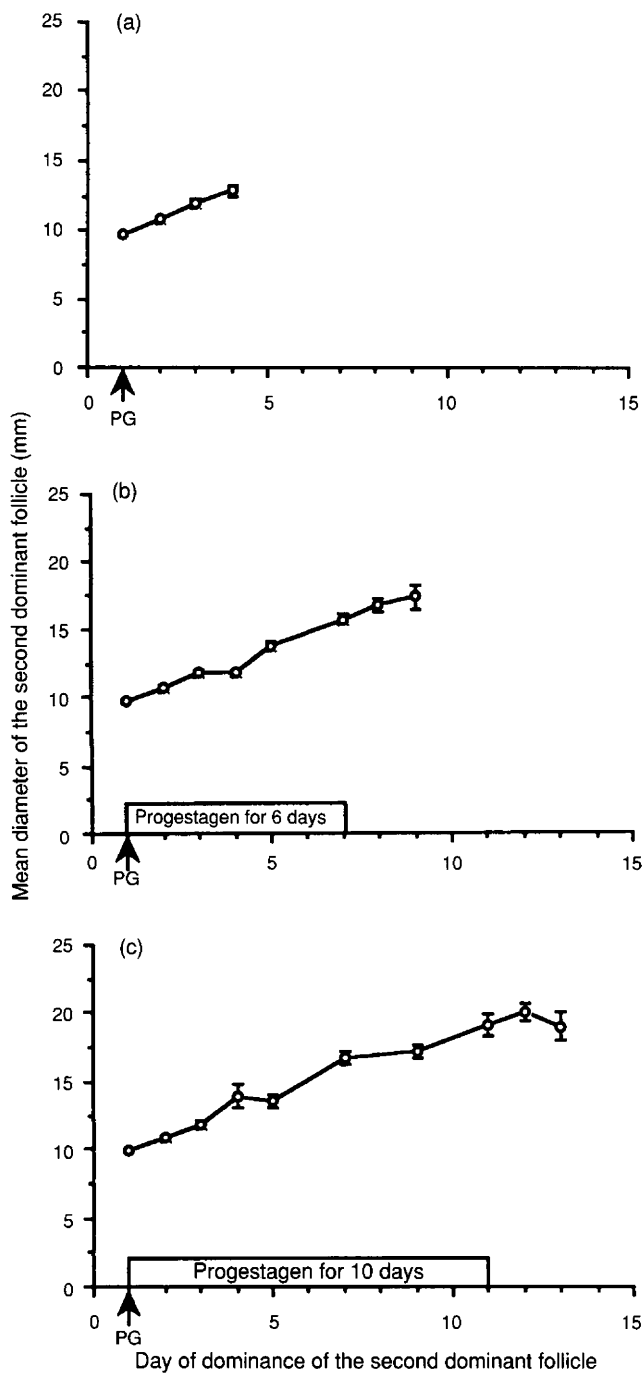 Mean diameter of the second dominant follicle (mm)
(a)
25
20
15
10
5
0
0 5 10 15
PG
(b)
25
20
15
10
5
0
Progestagen for 6 days
0 5 10 15
PG
(c)
25
20
15
10
5
0
Progestagen for 10 days
0 5 10 15
PG
Day of dominance of the second dominant follicle